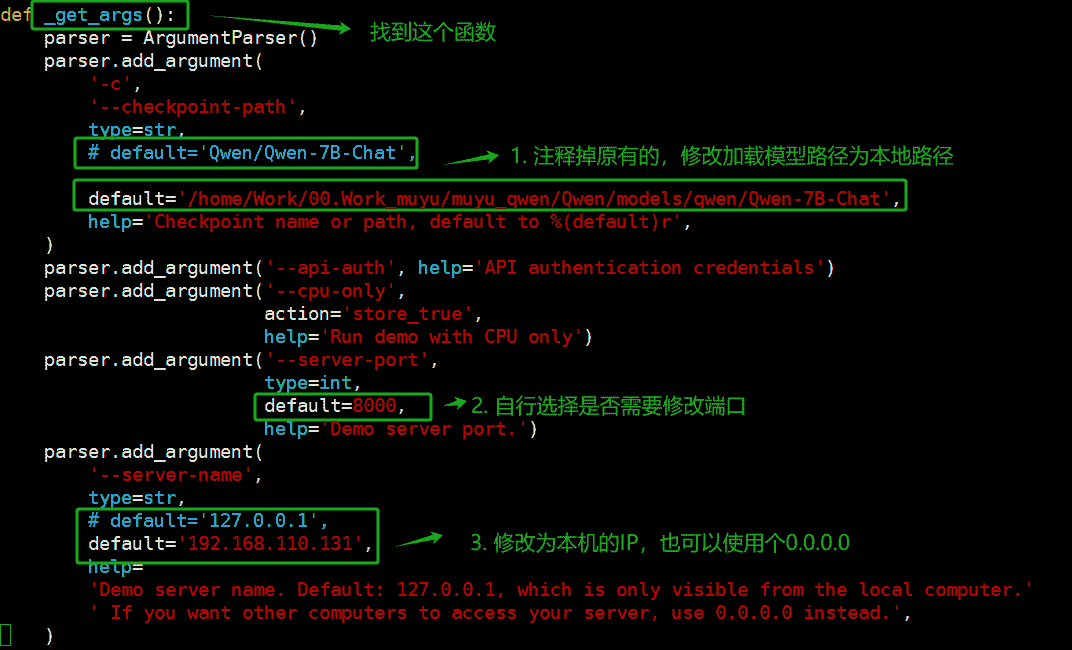 def _get_args():
找到这个函数
parser = ArgumentParser()
parser.add_argument(
'-c',
'--checkpoint-path',
type=str,
# default='Qwen/Qwen-7B-Chat',
1. 注释掉原有的，修改加载模型路径为本地路径
default='/home/Work/00.Work_muyu/muyu_qwen/Qwen/models/qwen/Qwen-7B-Chat',
help='Checkpoint name or path, default to %(default)r',
)
parser.add_argument('--api-auth', help='API authentication credentials')
parser.add_argument('--cpu-only',
action='store_true',
help='Run demo with CPU only')
parser.add_argument('--server-port',
type=int,
default=8000,
2. 自行选择是否需要修改端口
help='Demo server port.')
parser.add_argument(
'--server-name',
type=str,
# default='127.0.0.1',
default='192.168.110.131',
3. 修改为本机的IP，也可以使用个0.0.0.0
help=
'Demo server name. Default: 127.0.0.1, which is only visible from the local computer.'
' If you want other computers to access your server, use 0.0.0.0 instead.',
)